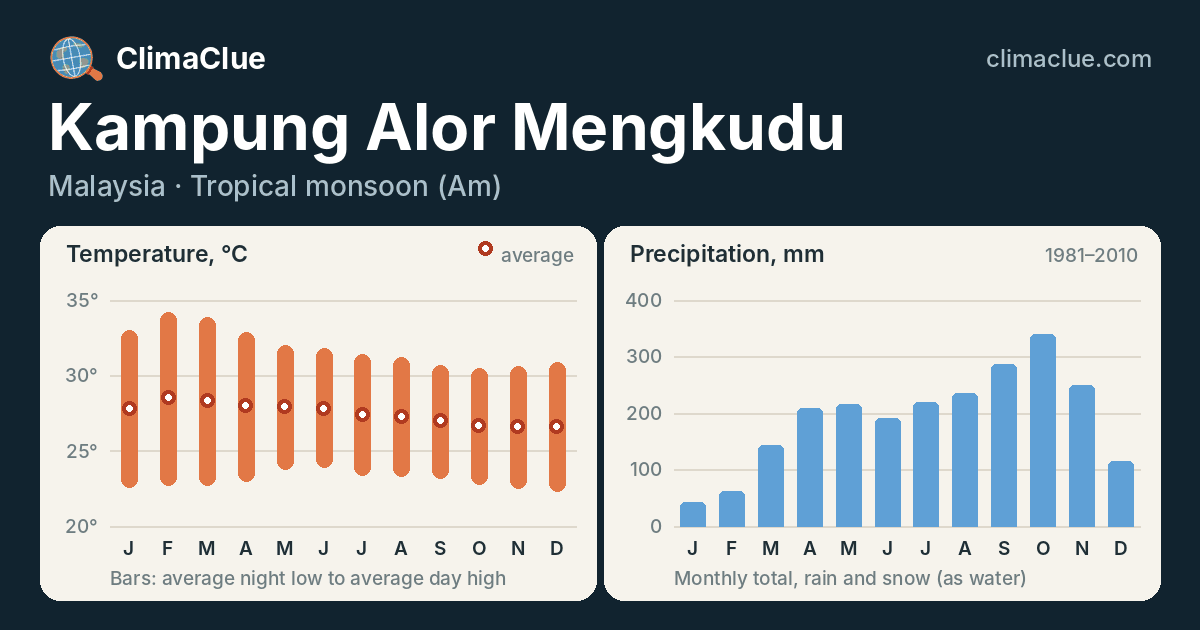 ClimaClue
climaclue.com
Kampung Alor Mengkudu
Malaysia · Tropical monsoon (Am)
Temperature, °C
average
35°
30°
25°
20°
J F M A M J J A S O N D
Bars: average night low to average day high
Precipitation, mm
1981–2010
400
300
200
100
0
J F M A M J J A S O N D
Monthly total, rain and snow (as water)